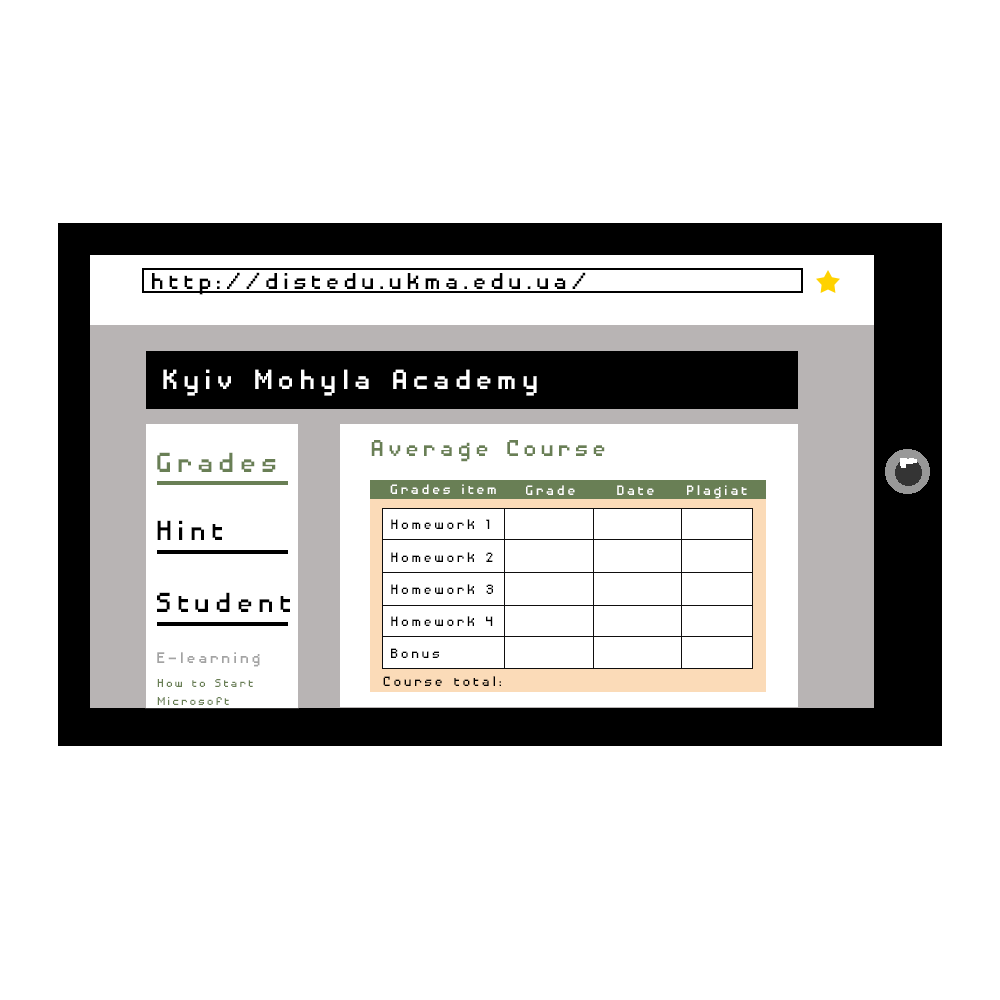 http://distedu.ukma.edu.ua/
Kyiv Mohyla Academy
Grades
Hint
Student
E-learning
How to Start
Microsoft
Average Course
Grades item Grade Date Plagiat
Homework 1
Homework 2
Homework 3
Homework 4
Bonus
Course total: